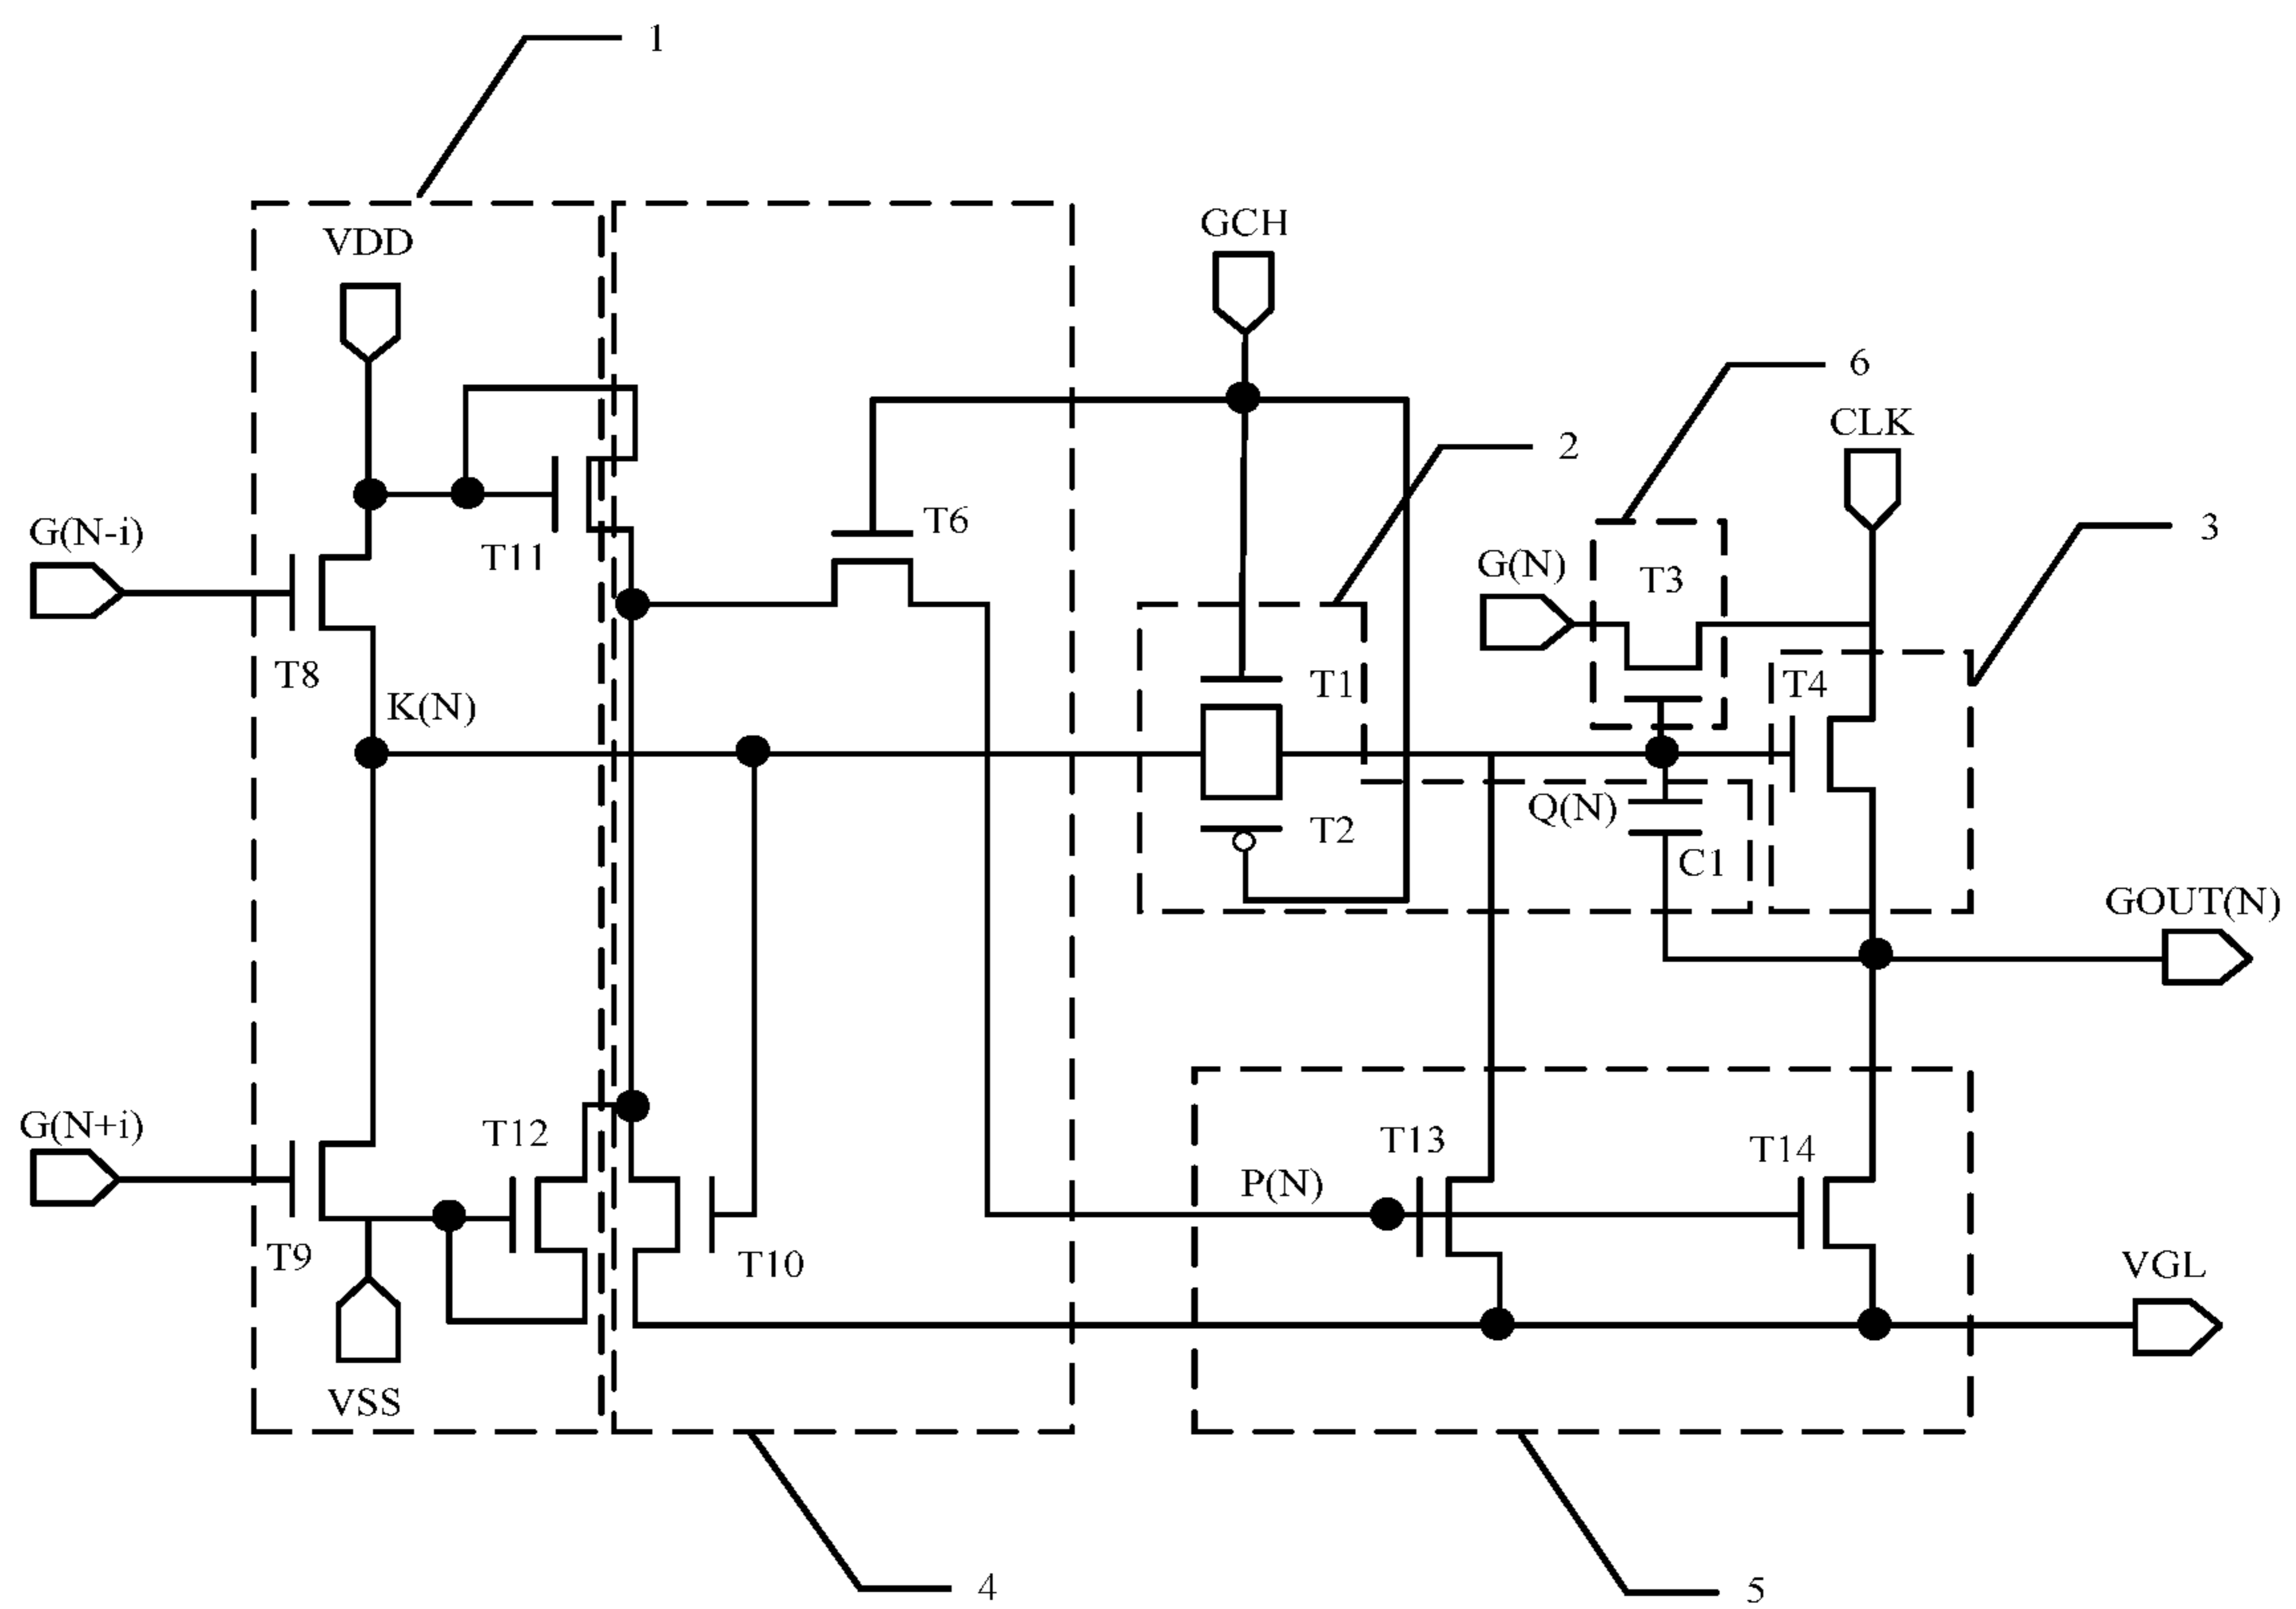 1
VDD
GCH
6
CLK
2
T6
G(N-i)
T11
3
G(N)
T3
T8
T1
T4
K(N)
Q(N)
T2
C1
GOUT(N)
G(N+i)
T12
T13
T14
P(N)
T9
T10
VGL
VSS
4
5